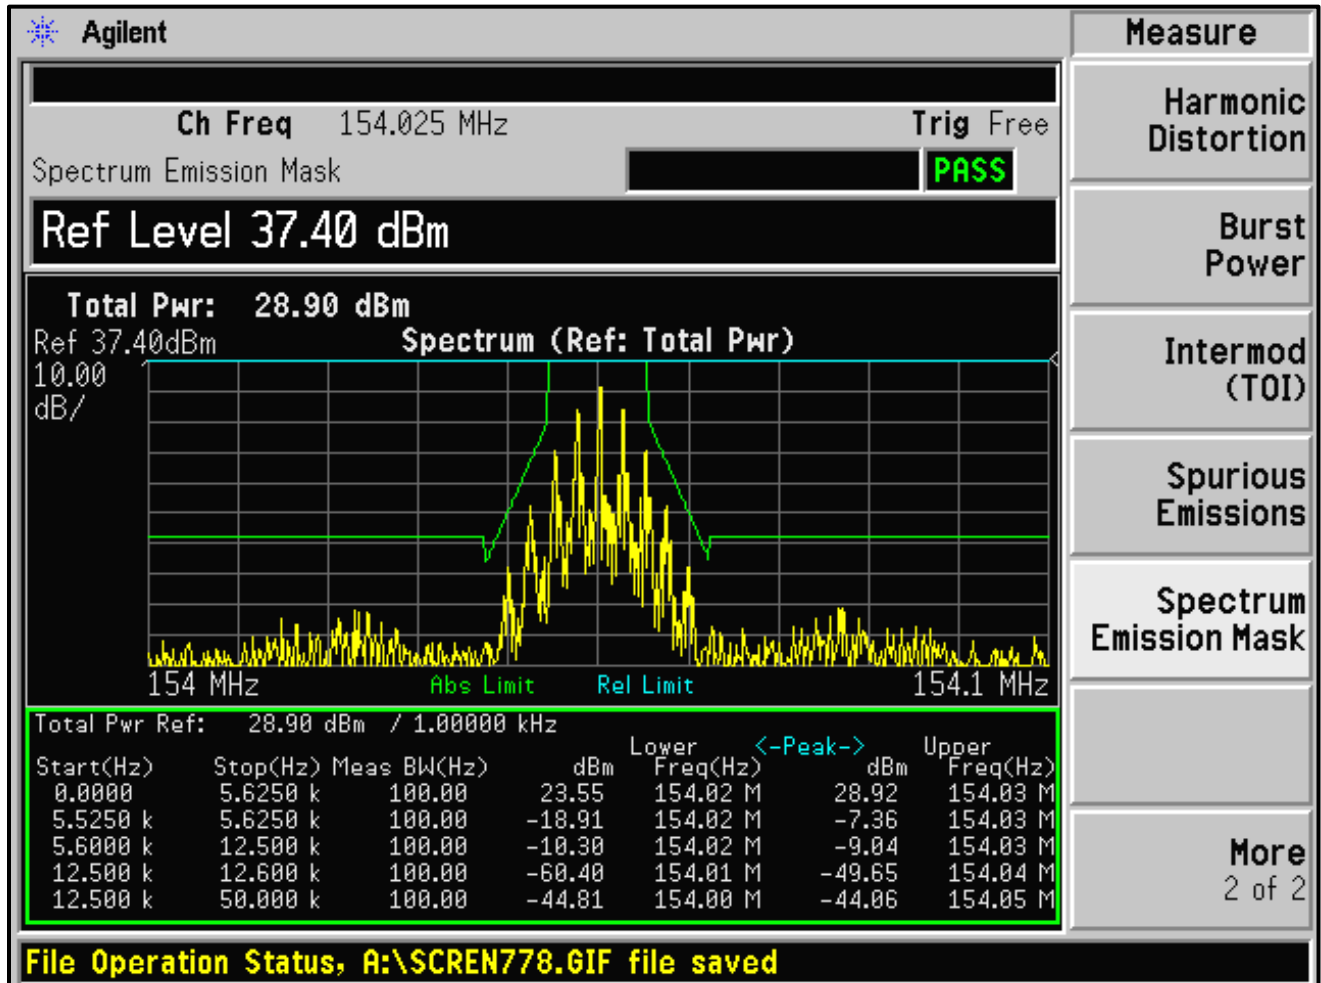 Agilent
Measure
Ch Freq 154.025 MHz Trig Free
Spectrum Emission Mask PASS
Ref Level 37.40 dBm
Total Pwr: 28.90 dBm
Ref 37.40dBm Spectrum (Ref: Total Pwr)
10.00
dB/
154 MHz Abs Limit Rel Limit 154.1 MHz
Total Pwr Ref: 28.90 dBm / 1.00000 kHz
Lower <-Peak-> Upper
Start(Hz) Stop(Hz) Meas BW(Hz) dBm Freq(Hz) dBm Freq(Hz)
0.0000 5.6250 k 100.00 23.55 154.02 M 28.92 154.03 M
5.5250 k 5.6250 k 100.00 -18.91 154.02 M -7.36 154.03 M
5.6000 k 12.500 k 100.00 -10.30 154.02 M -9.04 154.03 M
12.500 k 12.600 k 100.00 -60.40 154.01 M -49.65 154.04 M
12.500 k 50.000 k 100.00 -44.81 154.00 M -44.06 154.05 M
Harmonic
Distortion
Burst
Power
Intermod
(TOI)
Spurious
Emissions
Spectrum
Emission Mask
More
2 of 2
File Operation Status, A:\SCREN778.GIF file saved